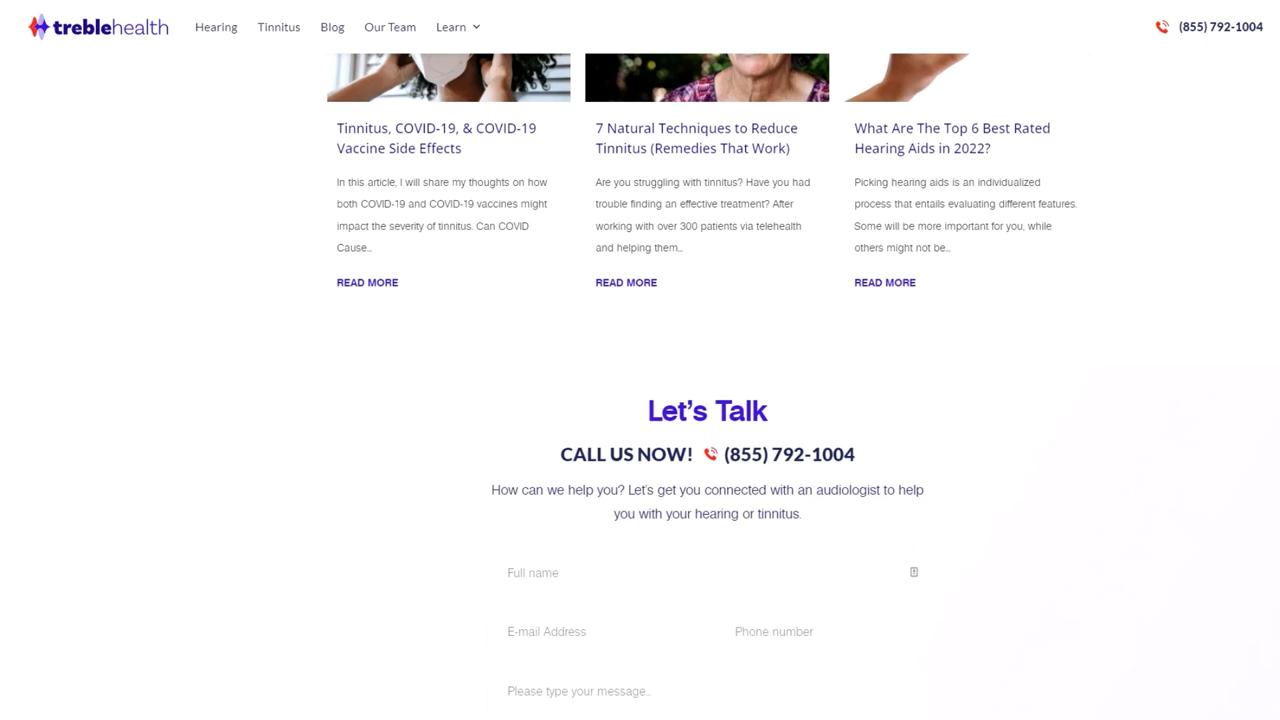 treblehealth
Hearing
Tinnitus
Blog
Our Team
Learn
(855) 792-1004
Tinnitus, COVID-19, & COVID-19
Vaccine Side Effects
In this article, I will share my thoughts on how
both COVID-19 and COVID-19 vaccines might
impact the severity of tinnitus. Can COVID
Cause...
READ MORE
7 Natural Techniques to Reduce
Tinnitus (Remedies That Work)
Are you struggling with tinnitus? Have you had
trouble finding an effective treatment? After
working with over 300 patients via telehealth
and helping them...
READ MORE
What Are The Top 6 Best Rated
Hearing Aids in 2022?
Picking hearing aids is an individualized
process that entails evaluating different features.
Some will be more important for you, while
others might not be...
READ MORE
Let's Talk
CALL US NOW! (855) 792-1004
How can we help you? Let's get you connected with an audiologist to help
you with your hearing or tinnitus.
Full name
E-mail Address
Phone number
Please type your message...